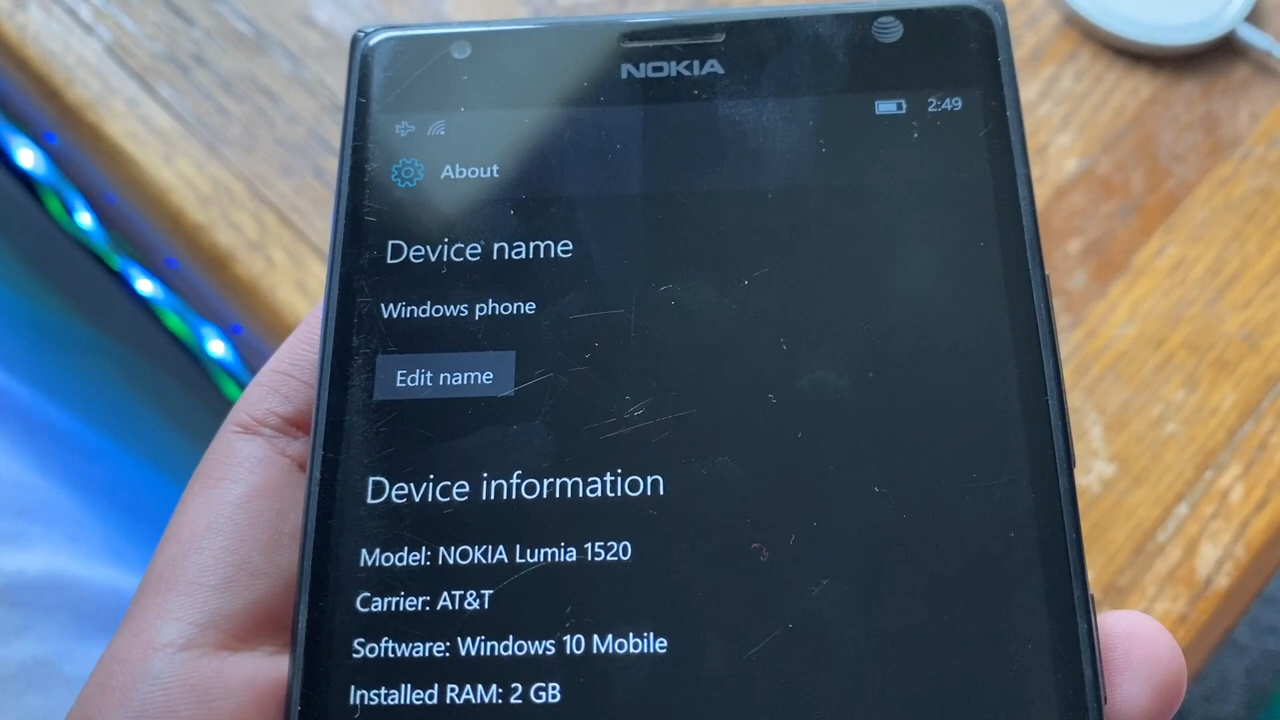 NOKIA
2:49
About
Device name
Windows phone
Edit name
Device information
Model: NOKIA Lumia 1520
Carrier: AT&T
Software: Windows 10 Mobile
Installed RAM: 2 GB